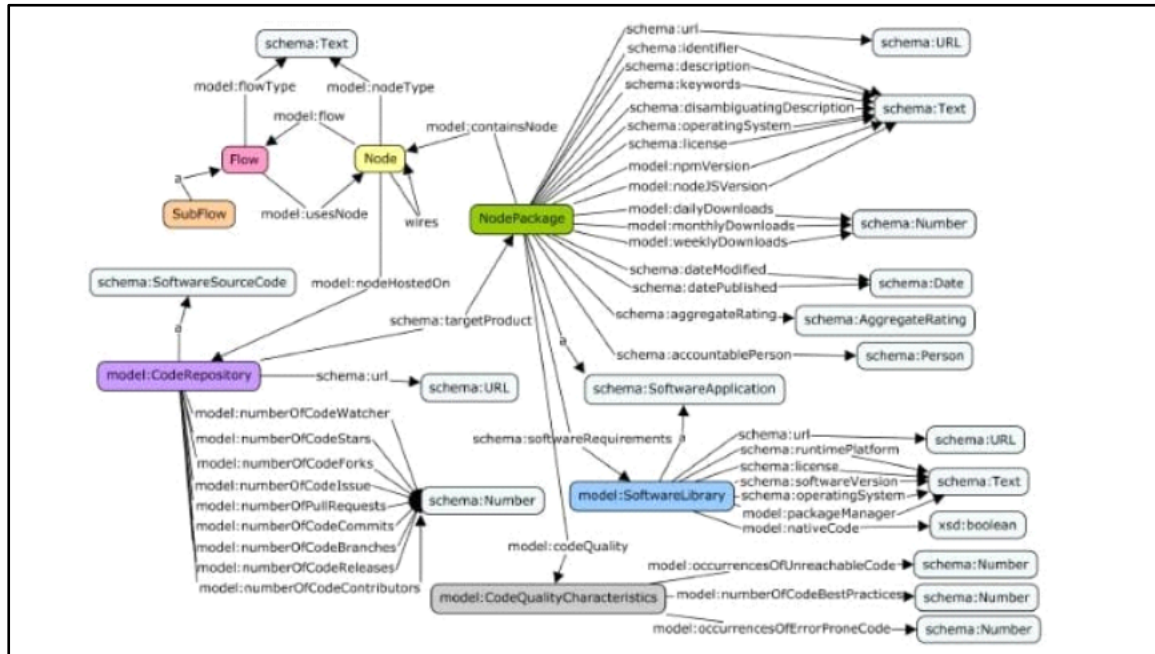 schema:Text
model:flowType
model:nodeType
model:flow
model:containsNode
Flow
Node
a
SubFlow
model:usesNode
wires
schema:url
schema:URL
schema:identifier
schema:description
schema:keywords
schema:disambiguatingDescription
schema:Text
schema:operatingSystem
schema:license
model:npmVersion
model:nodeJSVersion
NodePackage
model:dailyDownloads
model:monthlyDownloads
schema:Number
model:weeklyDownloads
schema:dateModified
schema:datePublished
schema:Date
schema:aggregateRating
schema:AggregateRating
schema:accountablePerson
schema:Person
schema:SoftwareSourceCode
model:nodeHostedOn
schema:targetProduct
a
a
model:CodeRepository
schema:url
schema:URL
schema:SoftwareApplication
model:numberOfCodeWatcher
model:numberOfCodeStars
model:numberOfCodeForks
model:numberOfCodeIssue
model:numberOfPullRequests
schema:Number
model:numberOfCodeCommits
model:numberOfCodeBranches
model:numberOfCodeReleases
model:numberOfCodeContributors
schema:softwareRequirements
a
schema:url
schema:URL
schema:runtimePlatform
schema:license
schema:softwareVersion
schema:Text
model:SoftwareLibrary
schema:operatingSystem
model:packageManager
model:nativeCode
xsd:boolean
model:codeQuality
model:occurrencesOfUnreachableCode
schema:Number
model:CodeQualityCharacteristics
model:numberOfCodeBestPractices
schema:Number
model:occurrencesOfErrorProneCode
schema:Number